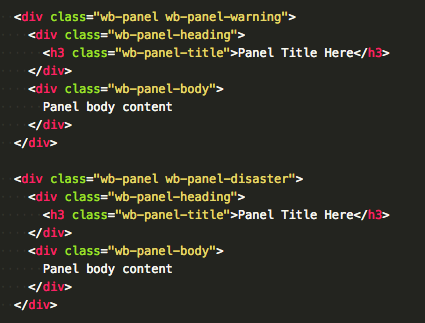 <div class="wb-panel wb-panel-warning">
  <div class="wb-panel-heading">
    <h3 class="wb-panel-title">Panel Title Here</h3>
  </div>
  <div class="wb-panel-body">
    Panel body content
  </div>
</div>

<div class="wb-panel wb-panel-disaster">
  <div class="wb-panel-heading">
    <h3 class="wb-panel-title">Panel Title Here</h3>
  </div>
  <div class="wb-panel-body">
    Panel body content
  </div>
</div>